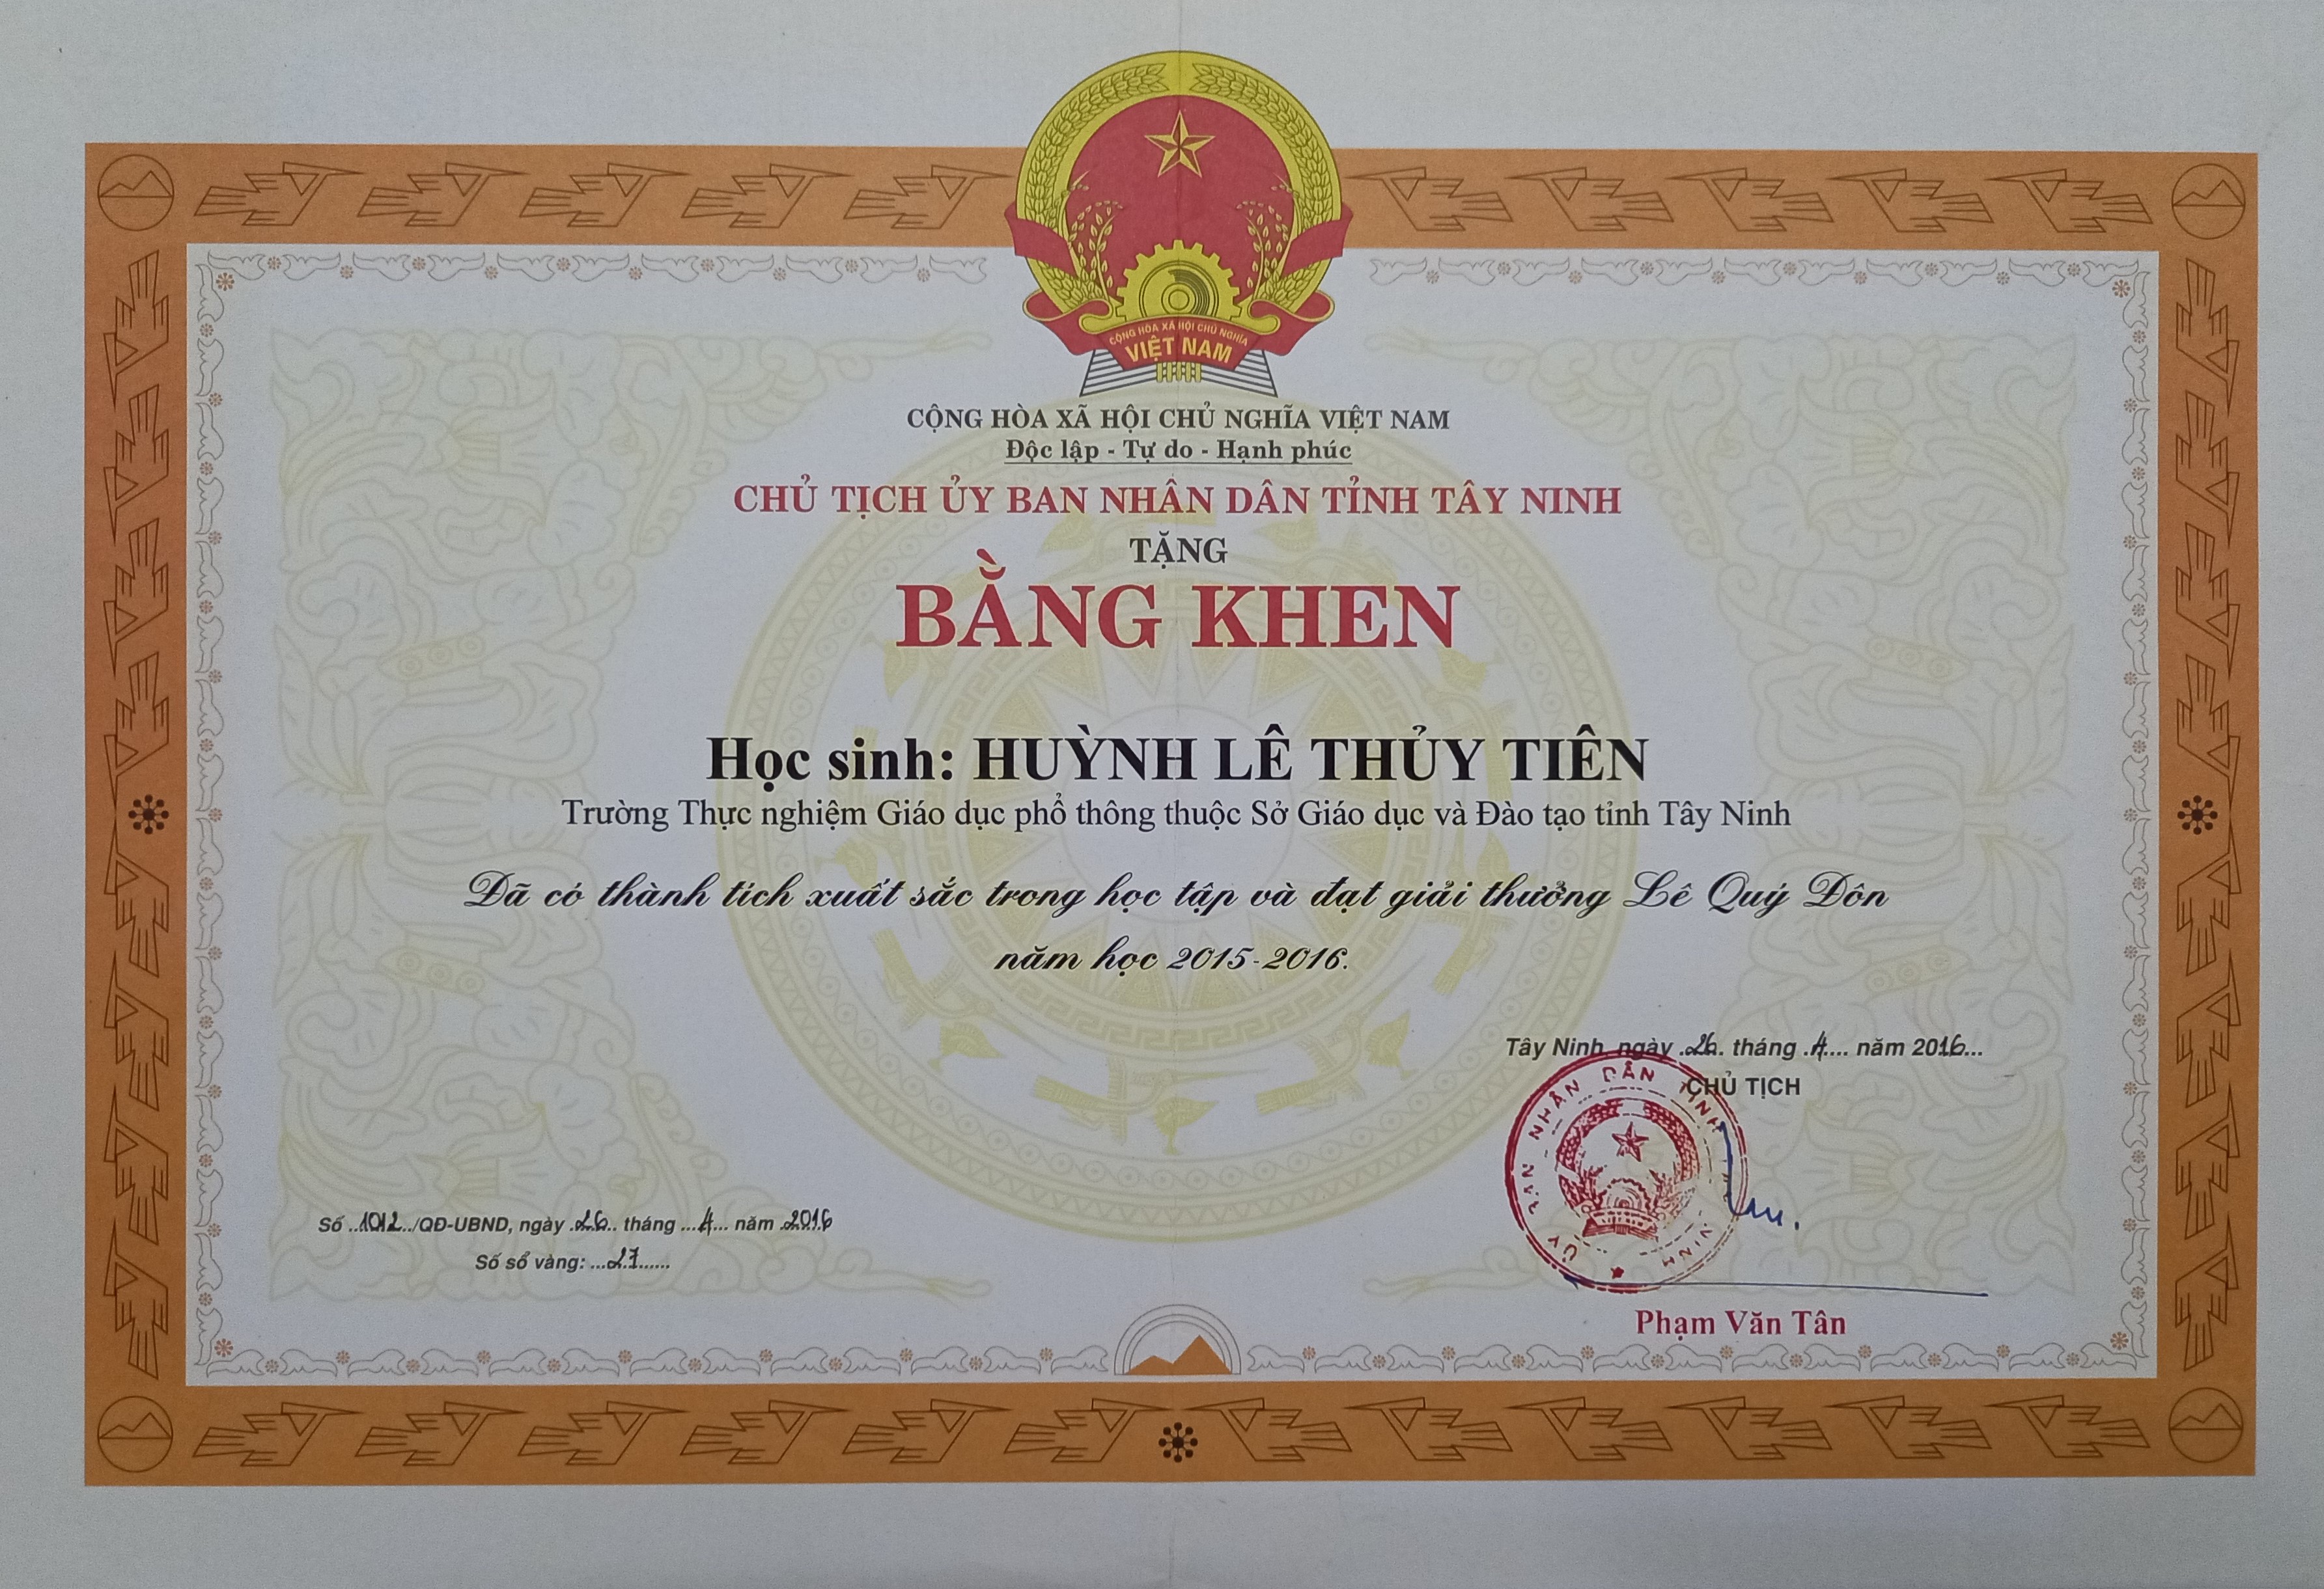 CỘNG HÒA XÃ HỘI CHỦ NGHĨA
VIỆT NAM
CỘNG HÒA XÃ HỘI CHỦ NGHĨA VIỆT NAM
Độc lập - Tự do - Hạnh phúc
CHỦ TỊCH ỦY BAN NHÂN DÂN TỈNH TÂY NINH
TẶNG
BẰNG KHEN
Học sinh: HUỲNH LÊ THỦY TIÊN
Trường Thực nghiệm Giáo dục phổ thông thuộc Sở Giáo dục và Đào tạo tỉnh Tây Ninh
Đã có thành tích xuất sắc trong học tập và đạt giải thưởng Lê Quý Đôn
năm học 2015-2016.
Tây Ninh, ngày 26 tháng 4 năm 2016
CHỦ TỊCH
ỦY BAN NHÂN DÂN TỈNH
NINH
Số 1012/QĐ-UBND, ngày 26 tháng 4 năm 2016
Số sổ vàng: 27
Phạm Văn Tân